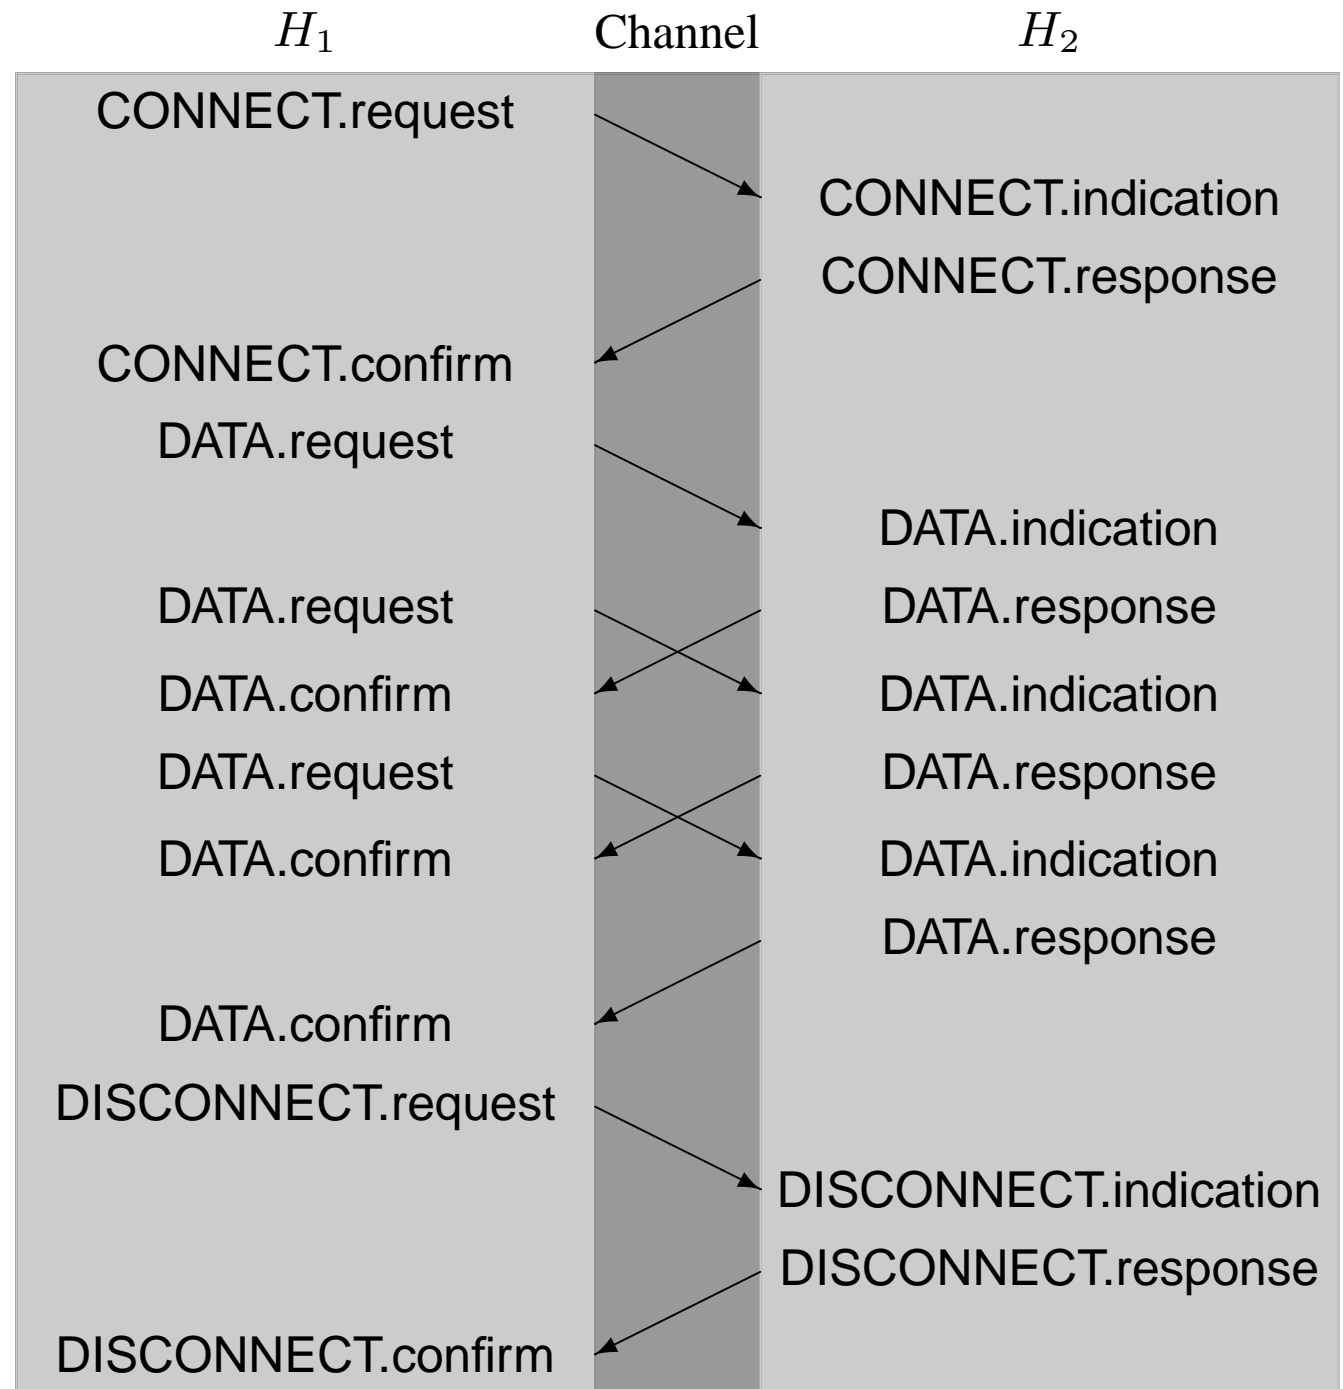 H₁ Channel H₂
CONNECT.request
CONNECT.indication
CONNECT.response
CONNECT.confirm
DATA.request
DATA.indication
DATA.request DATA.response
DATA.confirm DATA.indication
DATA.request DATA.response
DATA.confirm DATA.indication
DATA.response
DATA.confirm
DISCONNECT.request
DISCONNECT.indication
DISCONNECT.response
DISCONNECT.confirm